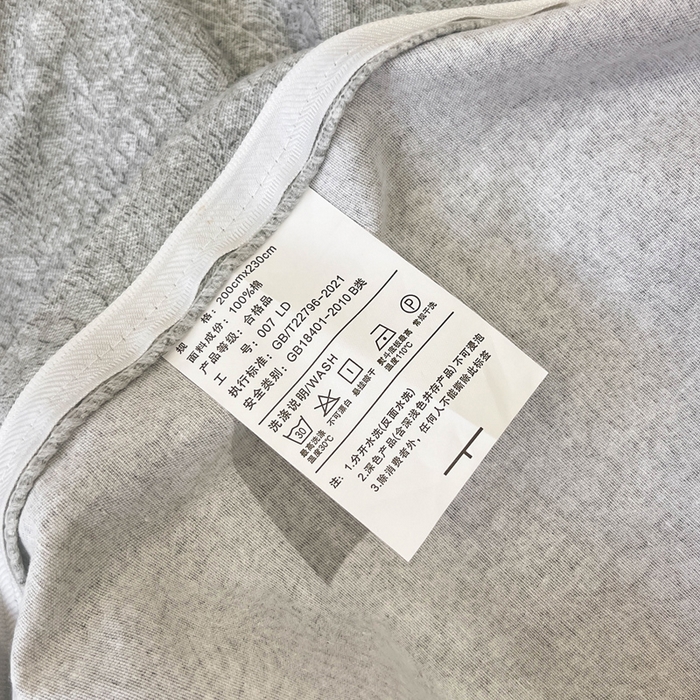 规 格: 200cmx230cm
面料成份: 100%棉
产品等级: 合格品
工 号: 007 LD
执行标准: GB/T22796-2021
安全类别: GB18401-2010 B类
洗涤说明/WASH
30
最高洗涤
温度30℃
不可漂白
悬挂晾干
熨斗底板最高
温度110℃
P
常规干洗
注: 1.分开水洗(反面水洗)
2.深色产品(含深浅色并存产品)不可浸泡
3.除消费者外、任何人不能撕除此标签